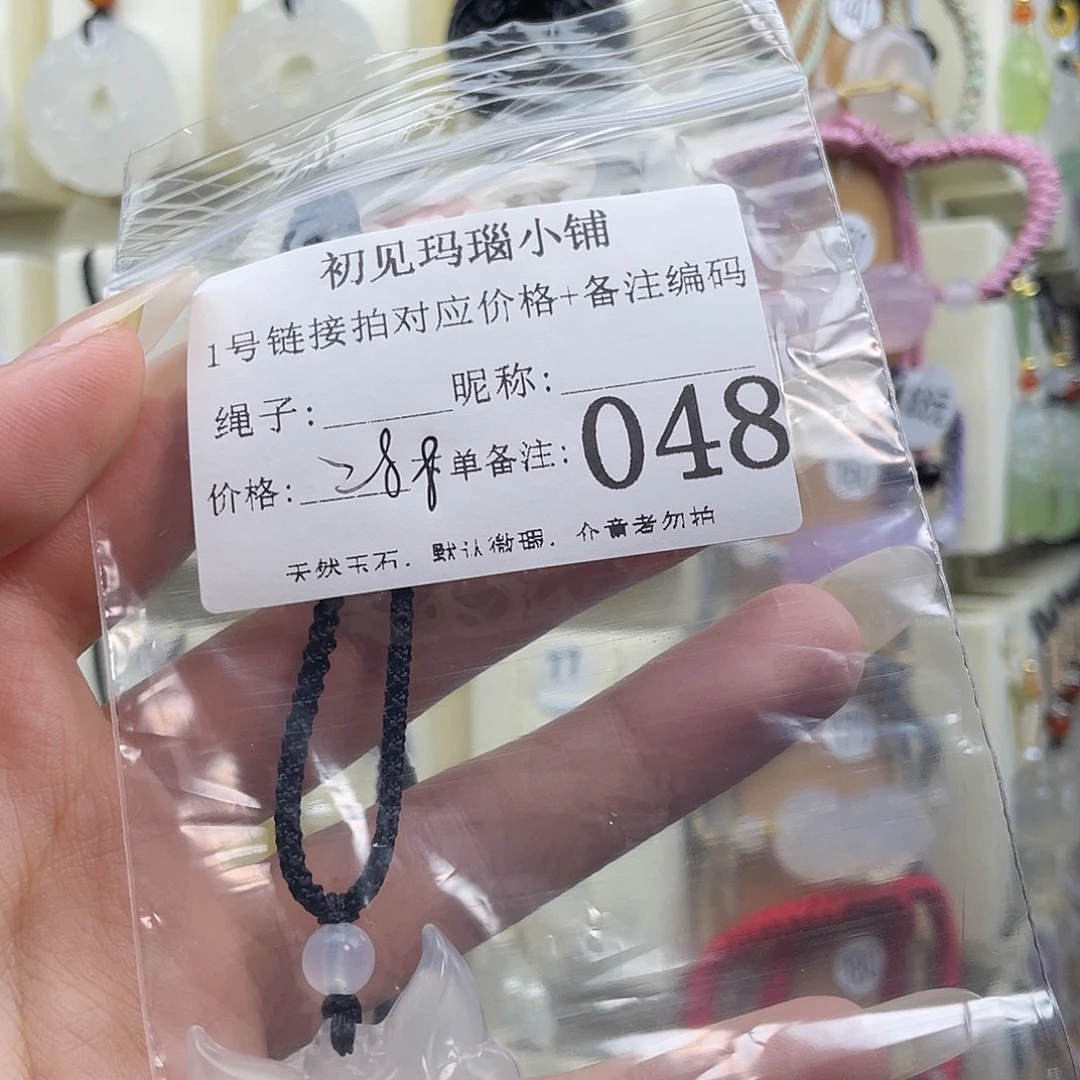 初见玛瑙小铺
1号链接拍对应价格+备注编码
绳子: 昵称:
价格: 288 单备注: 048
天然玉石.默认微瑕.介意者勿拍